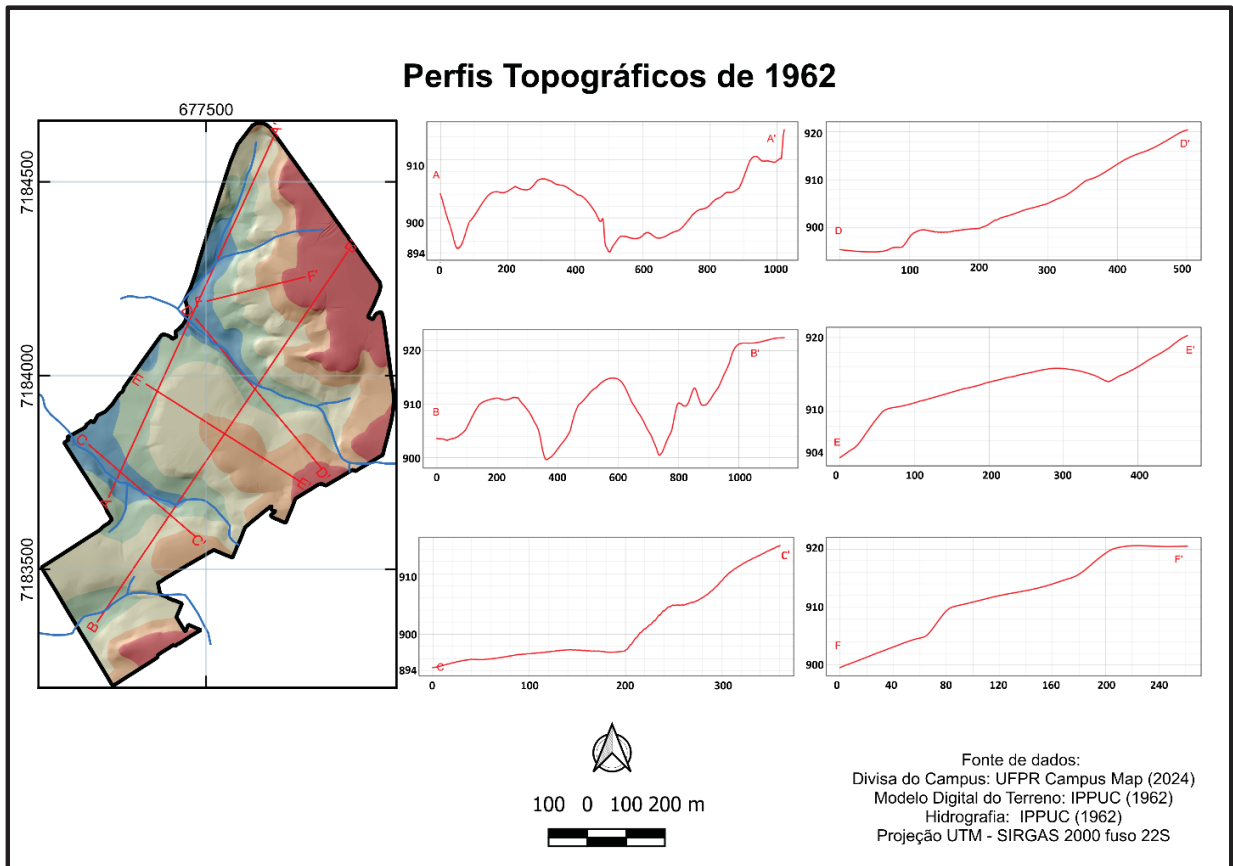 Perfis Topográficos de 1962
677500
7184500
7184000
7183500
A'
B'
F'
F
D
E
C
A
D'
E'
C'
B
910
900
894
A
A'
0 200 400 600 800 1000
920
910
900
D
D'
100 200 300 400 500
920
910
900
B
B'
0 200 400 600 800 1000
920
910
904
E
E'
0 100 200 300 400
910
900
894
C
C'
0 200 300
920
910
900
F
F'
0 40 80 120 160 200 240
100 0 100 200 m
Fonte de dados:
Divisa do Campus: UFPR Campus Map (2024)
Modelo Digital do Terreno: IPPUC (1962)
Hidrografia: IPPUC (1962)
Projeção UTM - SIRGAS 2000 fuso 22S